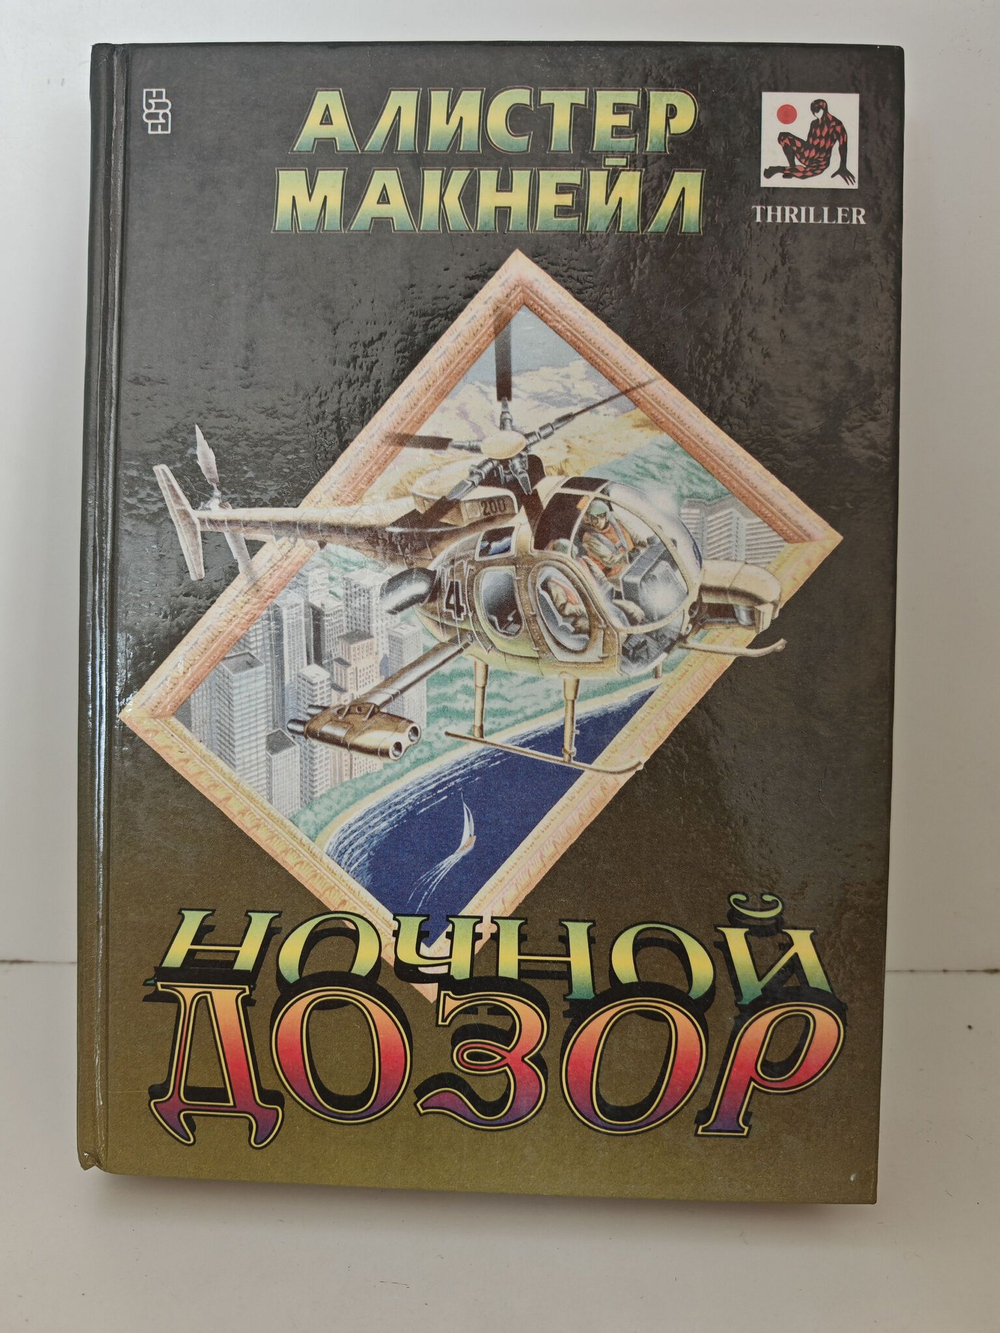 АЛИСТЕР
МАКНЕЙЛ
THRILLER
200
4
НОЧНОЙ
ДОЗОР